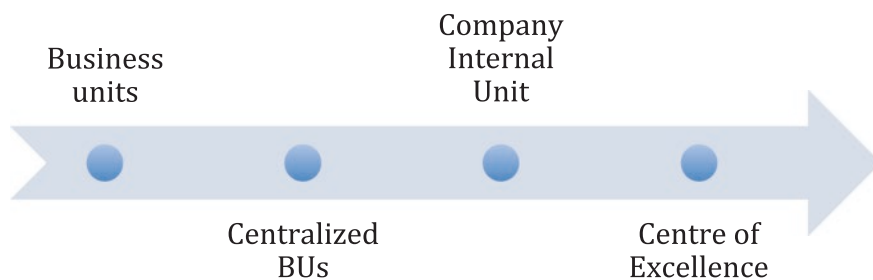 Business
units
Centralized
BUs
Company
Internal
Unit
Centre of
Excellence